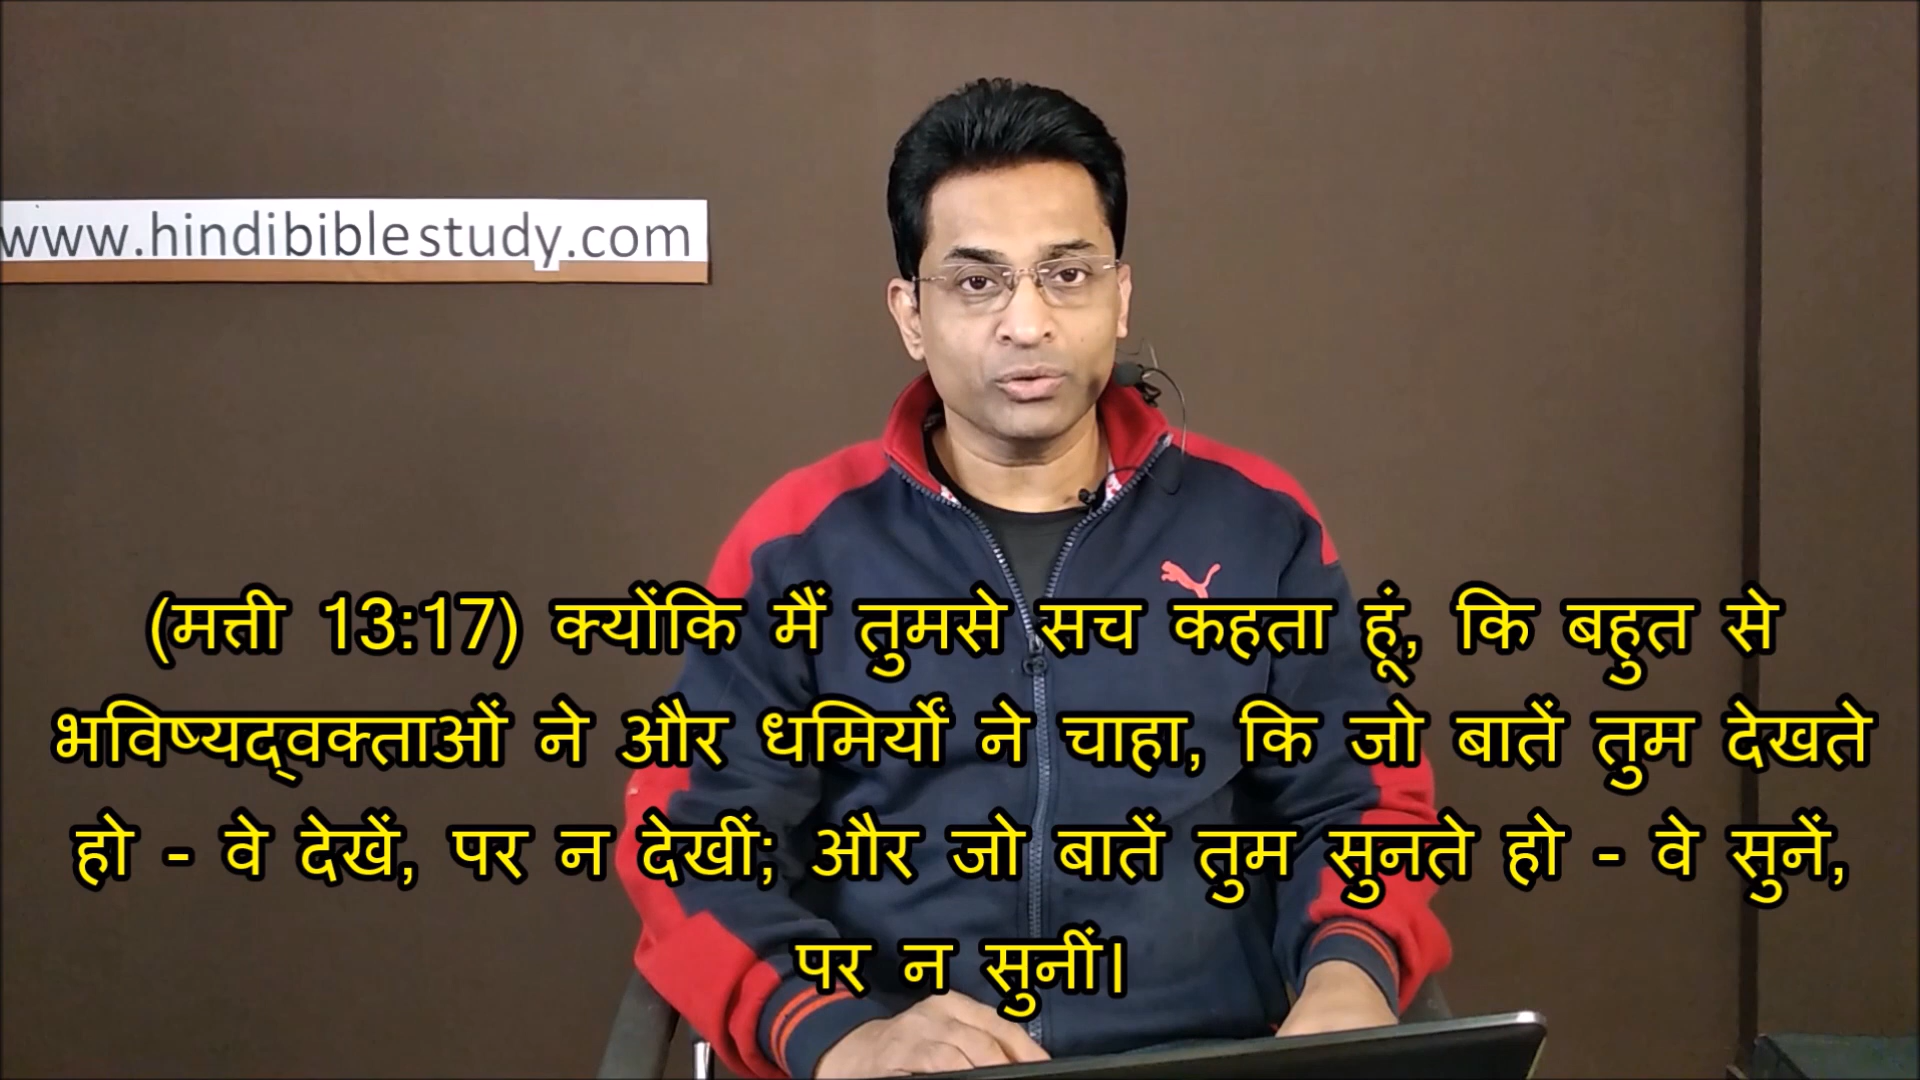 www.hindibiblestudy.com
(मत्ती 13:17) क्योंकि मैं तुमसे सच कहता हूं, कि बहुत से
भविष्यद्‌वक्ताओं ने और धमिर्यों ने चाहा, कि जो बातें तुम देखते
हो - वे देखें, पर न देखीं; और जो बातें तुम सुनते हो - वे सुनें,
पर न सुनीं।